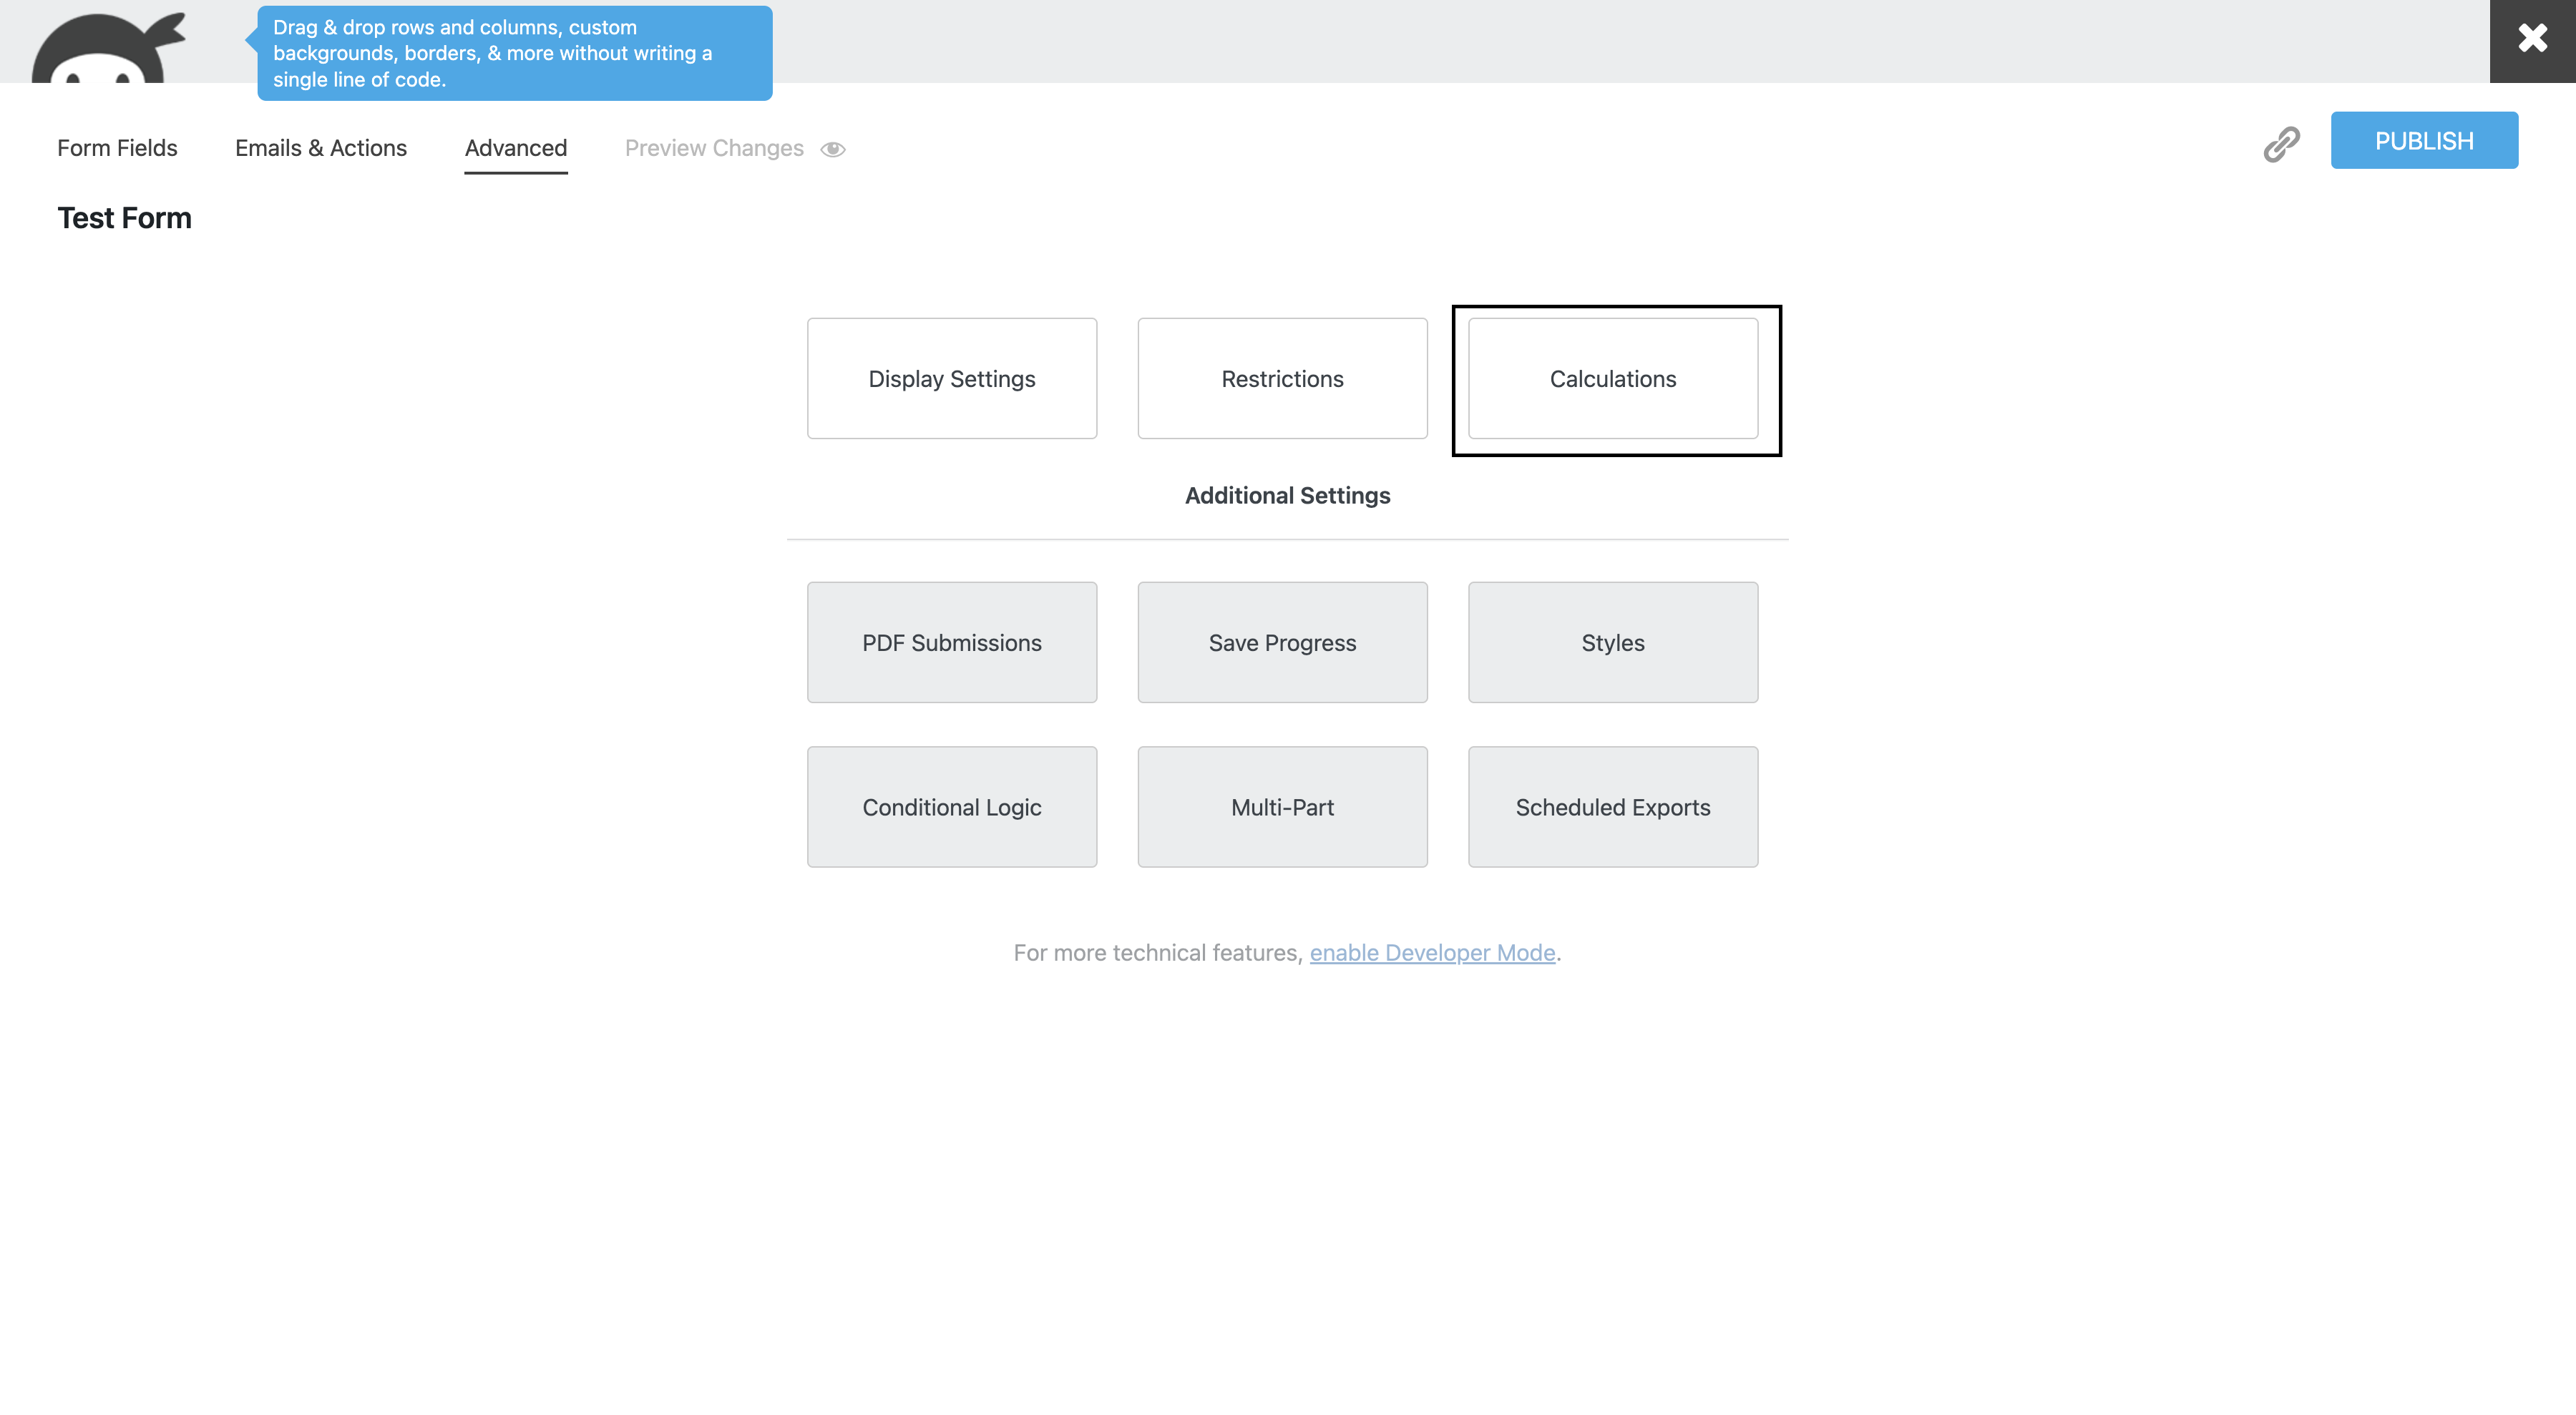 Drag & drop rows and columns, custom
backgrounds, borders, & more without writing a
single line of code.
Form Fields
Emails & Actions
Advanced
Preview Changes
PUBLISH
Test Form
Display Settings
Restrictions
Calculations
Additional Settings
PDF Submissions
Save Progress
Styles
Conditional Logic
Multi-Part
Scheduled Exports
For more technical features, enable Developer Mode.